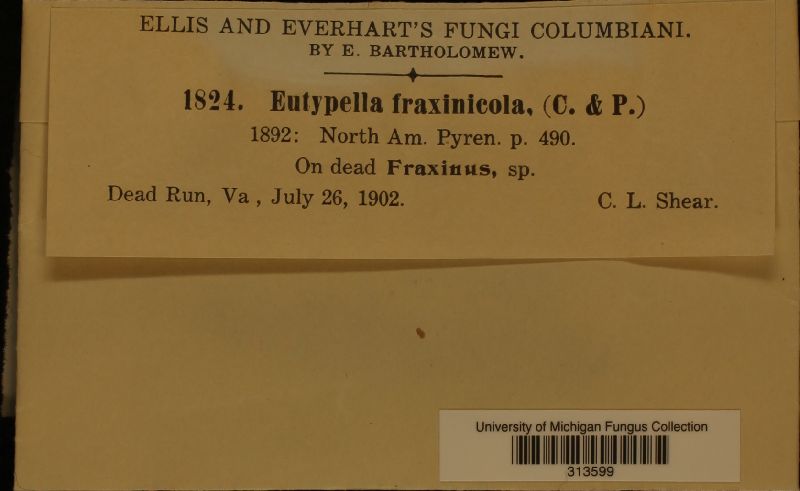 ELLIS AND EVERHART'S FUNGI COLUMBIANI.
BY E. BARTHOLOMEW.
1824. Eutypella fraxinicola, (C. & P.)
1892: North Am. Pyren. p. 490.
On dead Fraxinus, sp.
Dead Run, Va , July 26, 1902. C. L. Shear.
University of Michigan Fungus Collection
313599